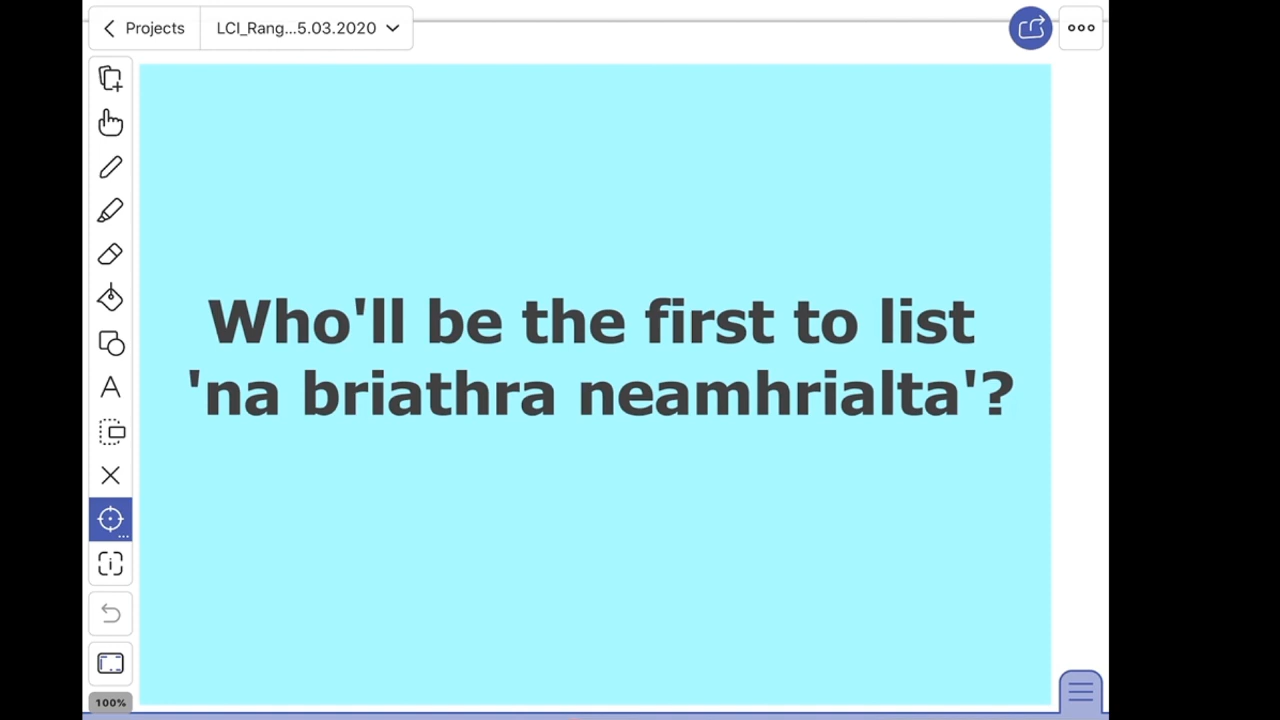 Projects
LCI_Rang...5.03.2020
Who'll be the first to list
'na briathra neamhrialta'?
A
100%